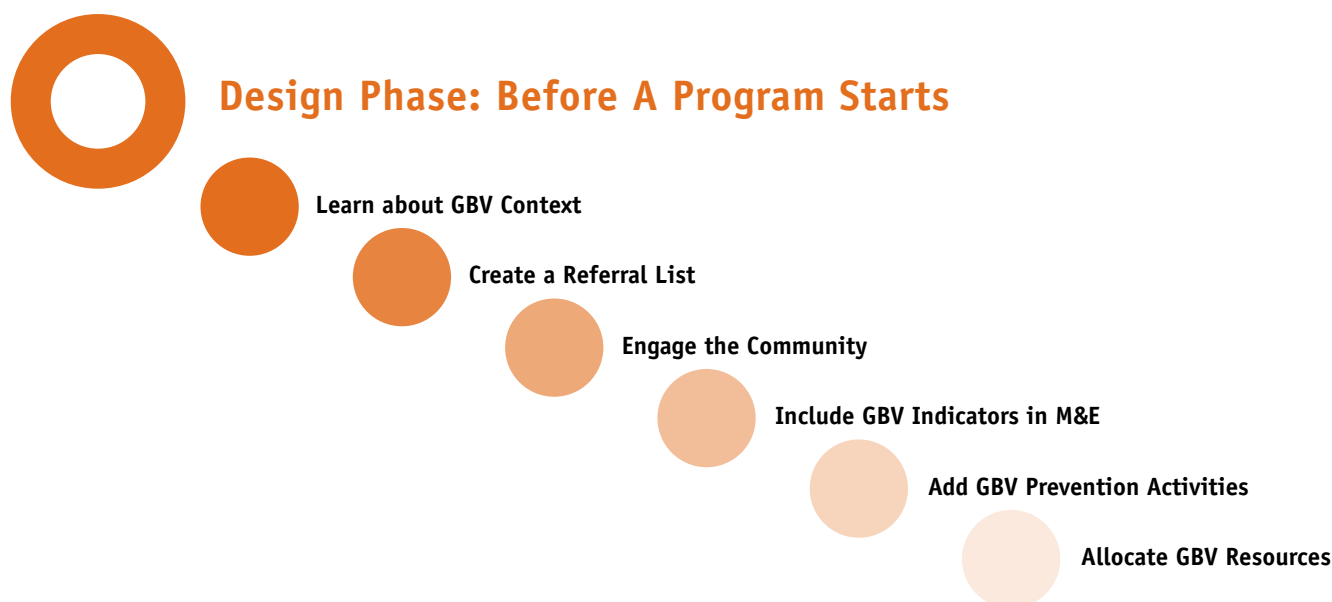 Design Phase: Before A Program Starts
Learn about GBV Context
Create a Referral List
Engage the Community
Include GBV Indicators in M&E
Add GBV Prevention Activities
Allocate GBV Resources